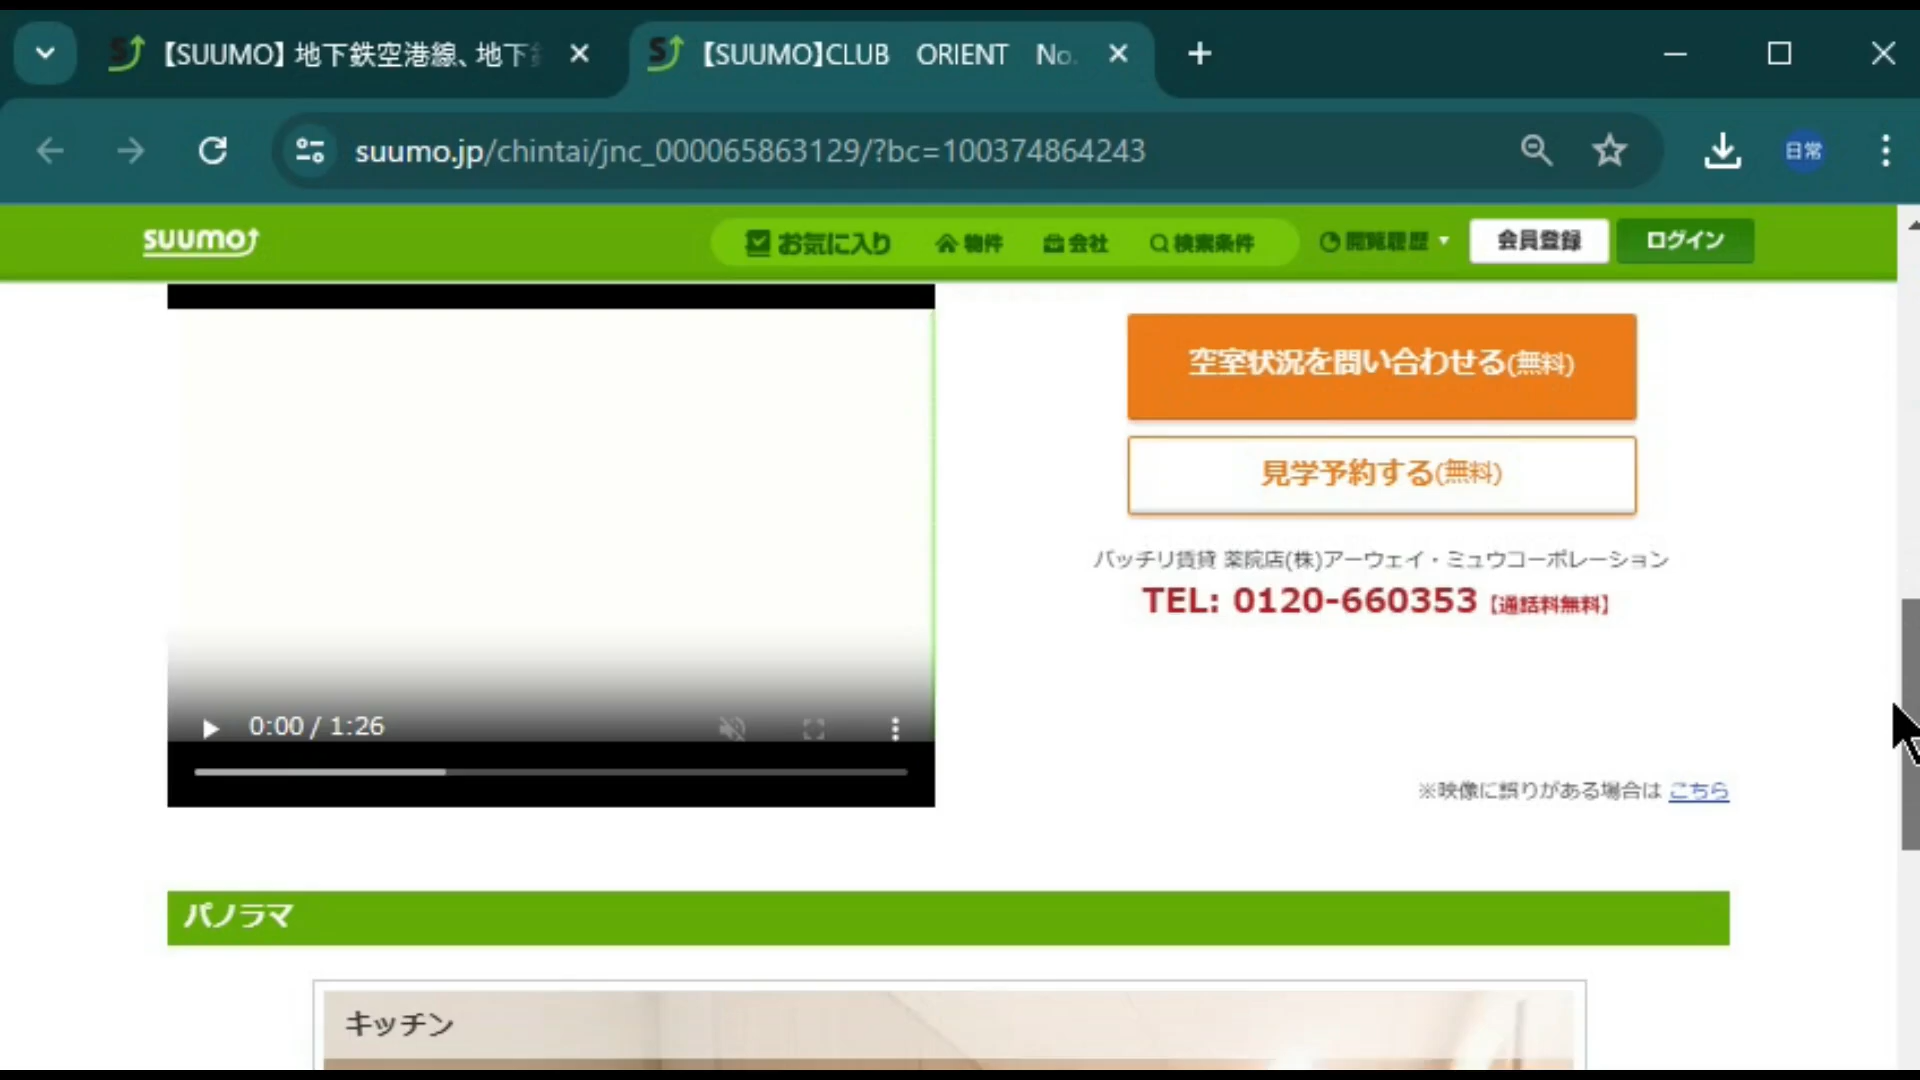 【SUUMO】 地下鉄空港線、地下
【SUUMO】CLUB ORIENT No.
suumo.jp/chintai/jnc_000065863129/?bc=100374864243
日常
suumo
お気に入り 物件 会社 検索条件 閲覧履歴 会員登録 ログイン
空室状況を問い合わせる(無料)
見学予約する(無料)
バッチリ賃貸 薬院店(株)アーウェイ・ミュウコーポレーション
TEL: 0120-660353【通話料無料】
0:00 / 1:26
※映像に誤りがある場合は こちら
パノラマ
キッチン